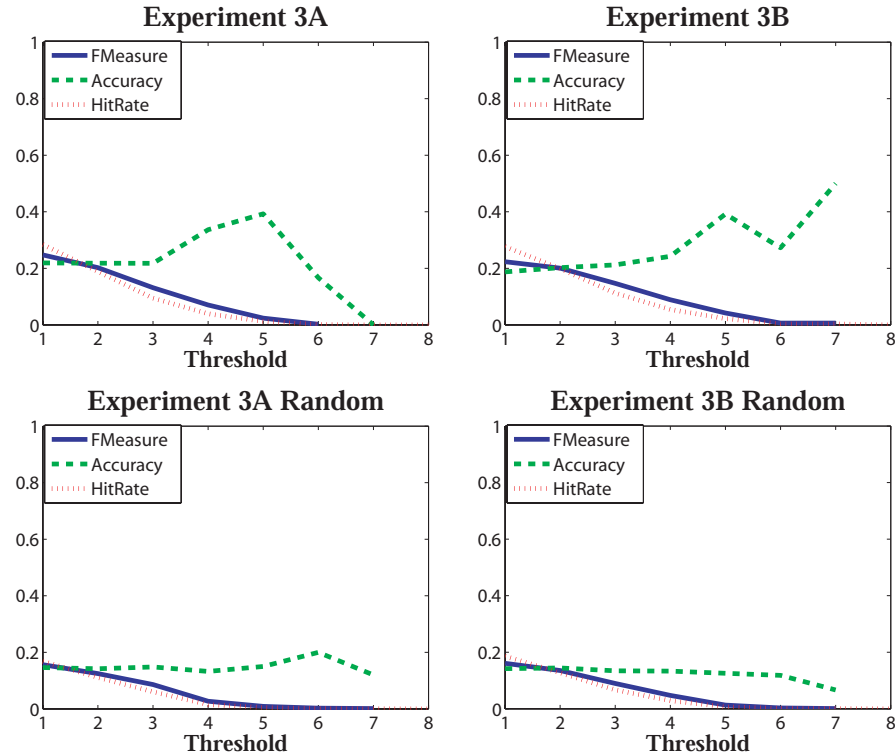 Experiment 3A
1
0.8
0.6
0.4
0.2
0
FMeasure
Accuracy
HitRate
1 2 3 4 5 6 7 8
Threshold
Experiment 3B
1
0.8
0.6
0.4
0.2
0
FMeasure
Accuracy
HitRate
1 2 3 4 5 6 7 8
Threshold
Experiment 3A Random
1
0.8
0.6
0.4
0.2
0
FMeasure
Accuracy
HitRate
1 2 3 4 5 6 7 8
Threshold
Experiment 3B Random
1
0.8
0.6
0.4
0.2
0
FMeasure
Accuracy
HitRate
1 2 3 4 5 6 7 8
Threshold